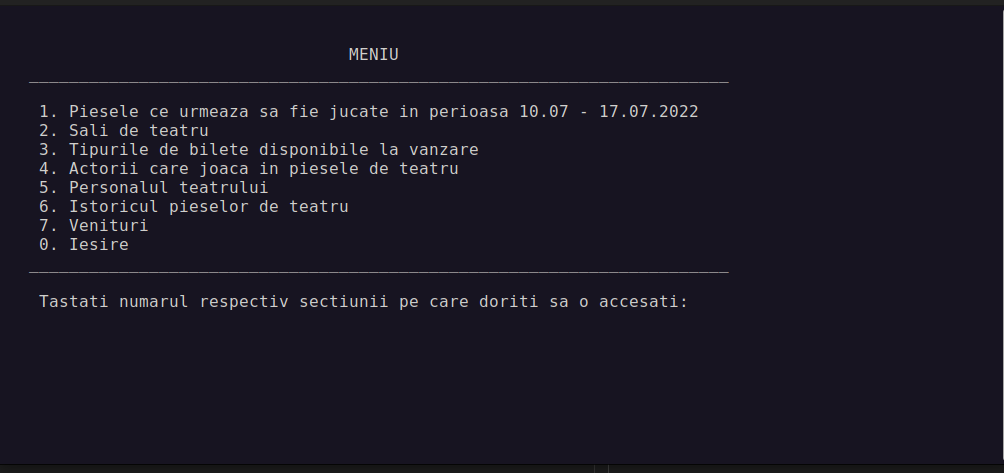 MENIU
1. Piesele ce urmeaza sa fie jucate in perioasa 10.07 - 17.07.2022
2. Sali de teatru
3. Tipurile de bilete disponibile la vanzare
4. Actorii care joaca in piesele de teatru
5. Personalul teatrului
6. Istoricul pieselor de teatru
7. Venituri
0. Iesire
Tastati numarul respectiv sectiunii pe care doriti sa o accesati: